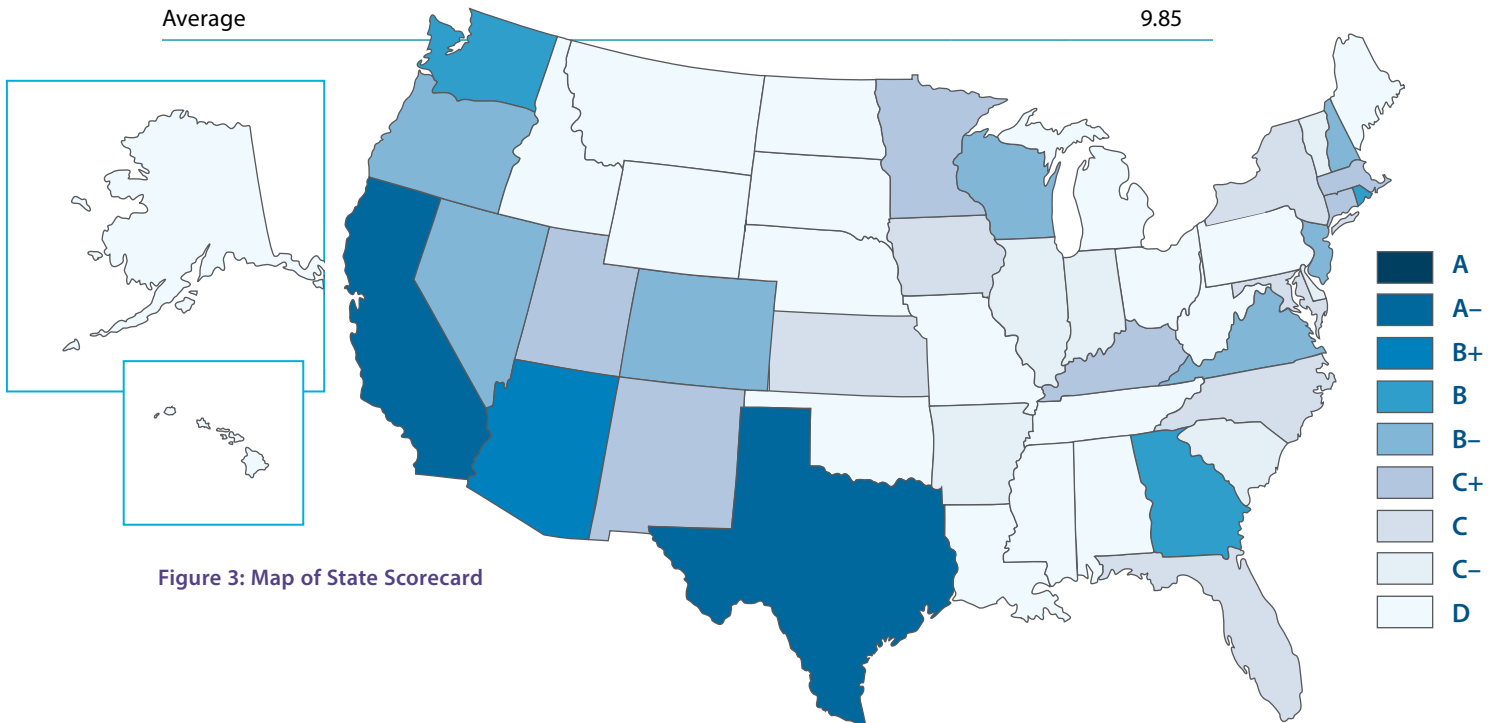 Average 9.85
A
A–
B+
B
B–
C+
C
C–
D
Figure 3: Map of State Scorecard